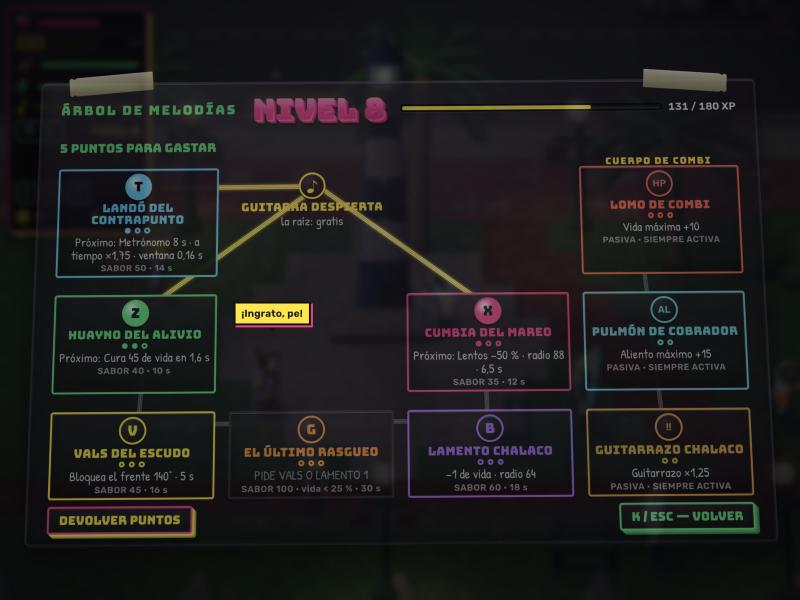 ÁRBOL DE MELODÍAS
NIVEL 8
131 / 180 XP
5 PUNTOS PARA GASTAR
T
LANDÓ DEL
CONTRAPUNTO
Próximo: Metrónomo 8 s · a
tiempo ×1,75 · ventana 0,16 s
SABOR 50 · 14 s
GUITARRA DESPIERTA
la raíz: gratis
CUERPO DE COMBI
HP
LOMO DE COMBI
Vida máxima +10
PASIVA · SIEMPRE ACTIVA
Z
HUAYNO DEL ALIVIO
Próximo: Cura 45 de vida en 1,6 s
SABOR 40 · 10 s
¡Ingrato, pe!
X
CUMBIA DEL MAREO
Próximo: Lentos −50 % · radio 88
· 6,5 s
SABOR 35 · 12 s
AL
PULMÓN DE COBRADOR
Aliento máximo +15
PASIVA · SIEMPRE ACTIVA
V
VALS DEL ESCUDO
Bloquea el frente 140° · 5 s
SABOR 45 · 16 s
G
EL ÚLTIMO RASGUEO
PIDE VALS O LAMENTO 1
SABOR 100 · vida < 25 % · 30 s
B
LAMENTO CHALACO
−1 de vida · radio 64
SABOR 60 · 18 s
!!
GUITARRAZO CHALACO
Guitarrazo ×1,25
PASIVA · SIEMPRE ACTIVA
DEVOLVER PUNTOS
K / ESC — VOLVER